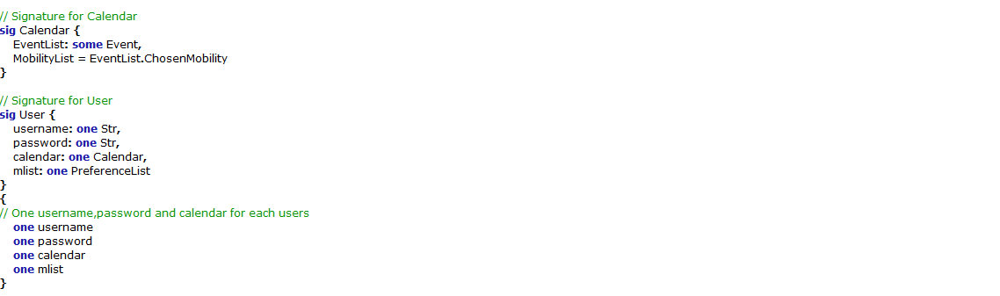 // Signature for Calendar
sig Calendar {
EventList: some Event,
MobilityList = EventList.ChosenMobility
}
// Signature for User
sig User {
username: one Str,
password: one Str,
calendar: one Calendar,
mlist: one PreferenceList
}
{
// One username,password and calendar for each users
one username
one password
one calendar
one mlist
}